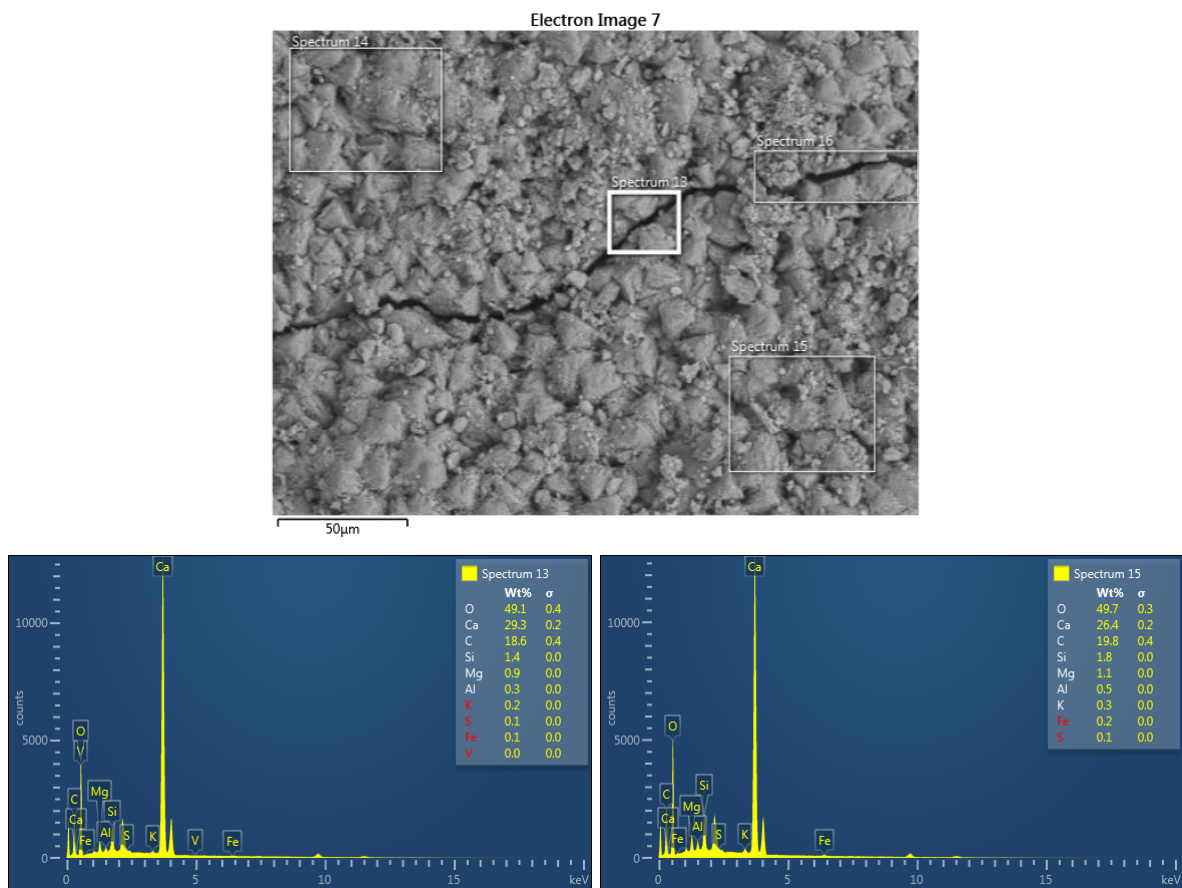 Electron Image 7
Spectrum 14
Spectrum 16
Spectrum 13
Spectrum 15
50µm
Ca
Spectrum 13
Wt% σ
O 49.1 0.4
Ca 29.3 0.2
C 18.6 0.4
Si 1.4 0.0
Mg 0.9 0.0
Al 0.3 0.0
K 0.2 0.0
S 0.1 0.0
Fe 0.1 0.0
V 0.0 0.0
10000
counts
5000
O
V
C
Mg
Ca
Si
Fe
Al
S
K
V
Fe
0
0 5 10 15 keV
Ca
Spectrum 15
Wt% σ
O 49.7 0.3
Ca 26.4 0.2
C 19.8 0.4
Si 1.8 0.0
Mg 1.1 0.0
Al 0.5 0.0
K 0.3 0.0
Fe 0.2 0.0
S 0.1 0.0
10000
counts
5000
O
Si
C
Mg
Ca
Al
Fe
S
K
Fe
0
0 5 10 15 keV